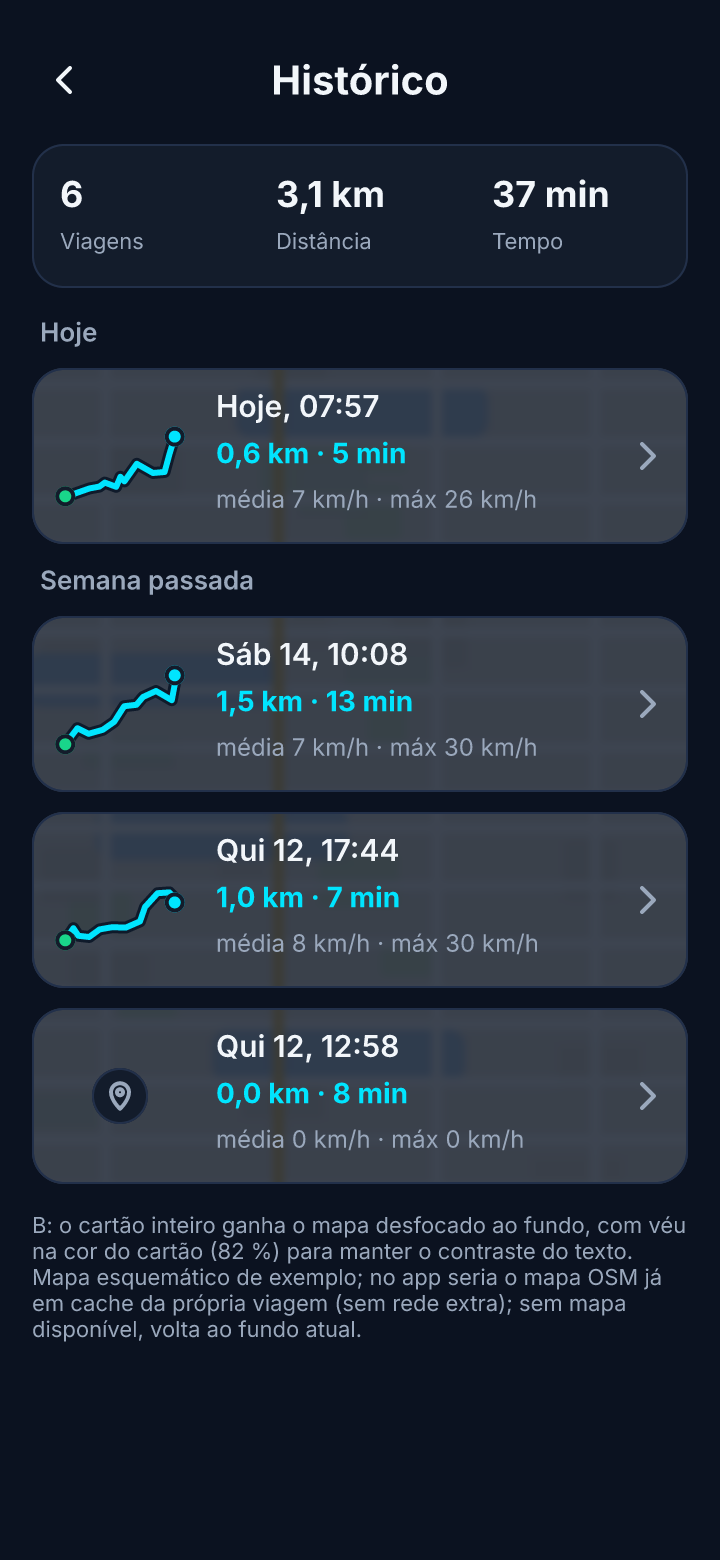 Histórico
6
3,1 km
37 min
Viagens
Distância
Tempo
Hoje
Hoje, 07:57
0,6 km · 5 min
média 7 km/h · máx 26 km/h
Semana passada
Sáb 14, 10:08
1,5 km · 13 min
média 7 km/h · máx 30 km/h
Qui 12, 17:44
1,0 km · 7 min
média 8 km/h · máx 30 km/h
Qui 12, 12:58
0,0 km · 8 min
média 0 km/h · máx 0 km/h
B: o cartão inteiro ganha o mapa desfocado ao fundo, com véu
na cor do cartão (82 %) para manter o contraste do texto.
Mapa esquemático de exemplo; no app seria o mapa OSM já
em cache da própria viagem (sem rede extra); sem mapa
disponível, volta ao fundo atual.